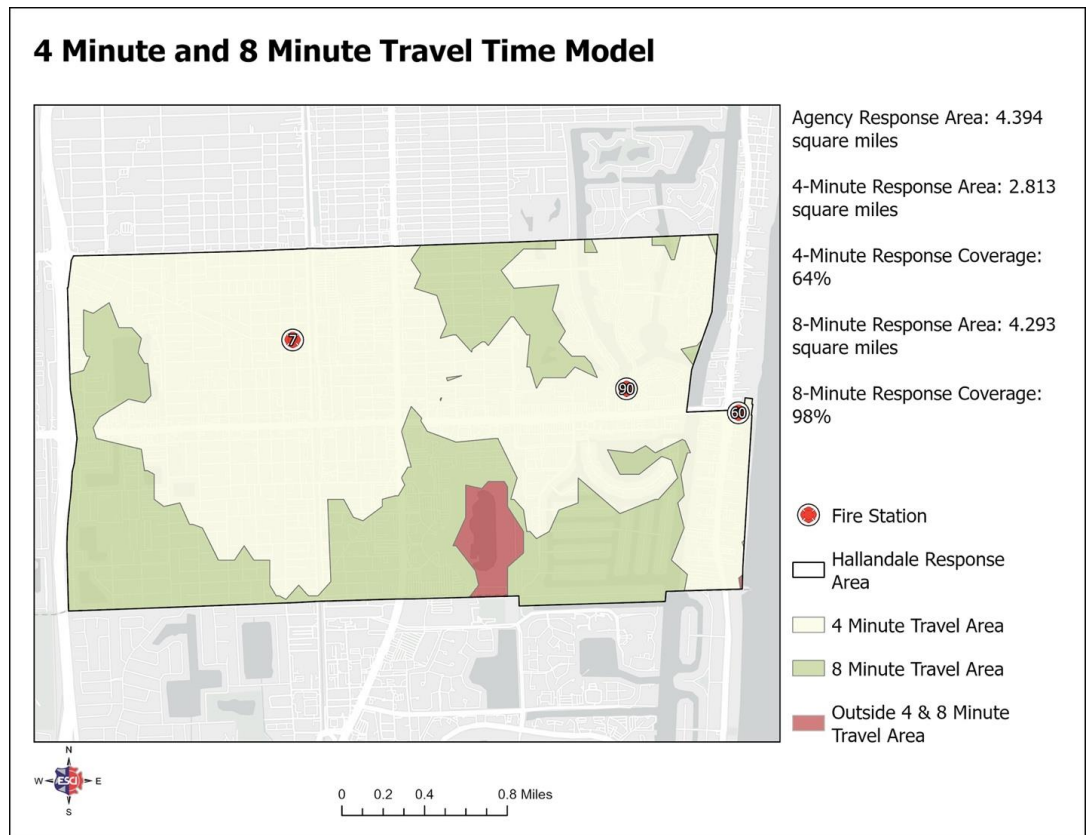 4 Minute and 8 Minute Travel Time Model
Agency Response Area: 4.394
square miles
4-Minute Response Area: 2.813
square miles
4-Minute Response Coverage:
64%
8-Minute Response Area: 4.293
square miles
8-Minute Response Coverage:
98%
7
90
60
Fire Station
Hallandale Response
Area
4 Minute Travel Area
8 Minute Travel Area
Outside 4 & 8 Minute
Travel Area
N
W
ESCI
E
S
0 0.2 0.4 0.8 Miles